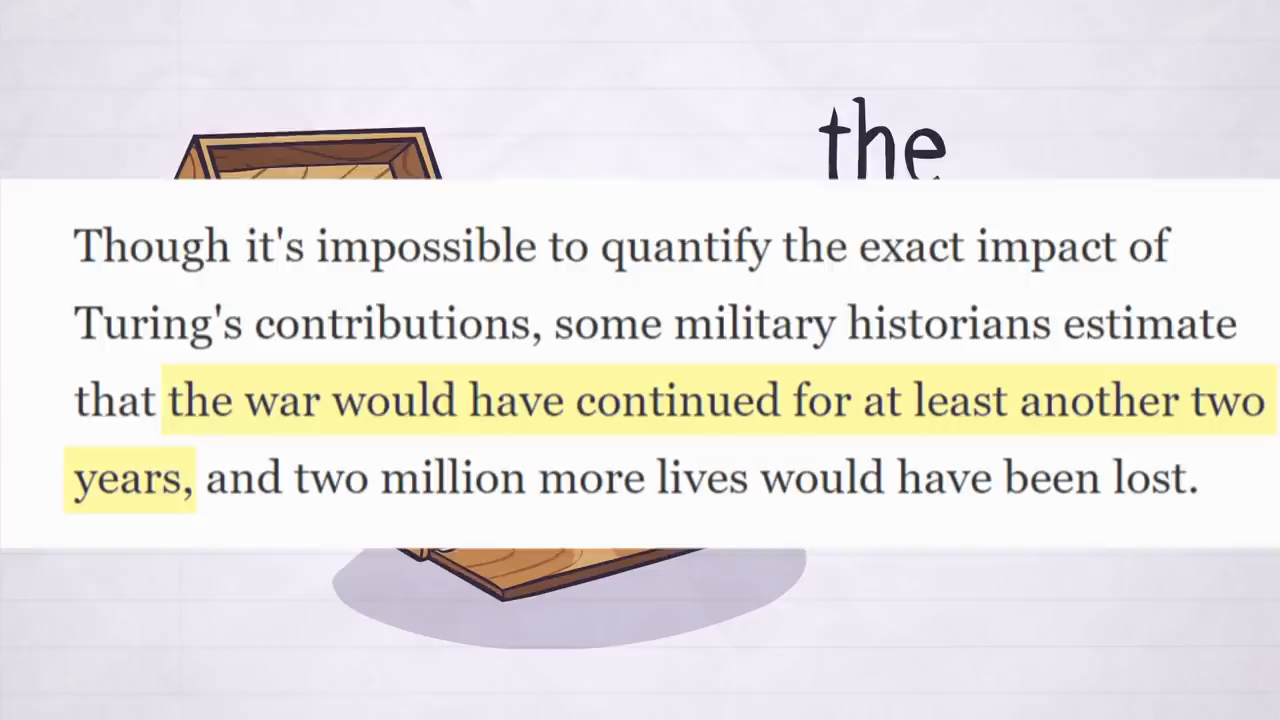 the
Though it's impossible to quantify the exact impact of
Turing's contributions, some military historians estimate
that the war would have continued for at least another two
years, and two million more lives would have been lost.